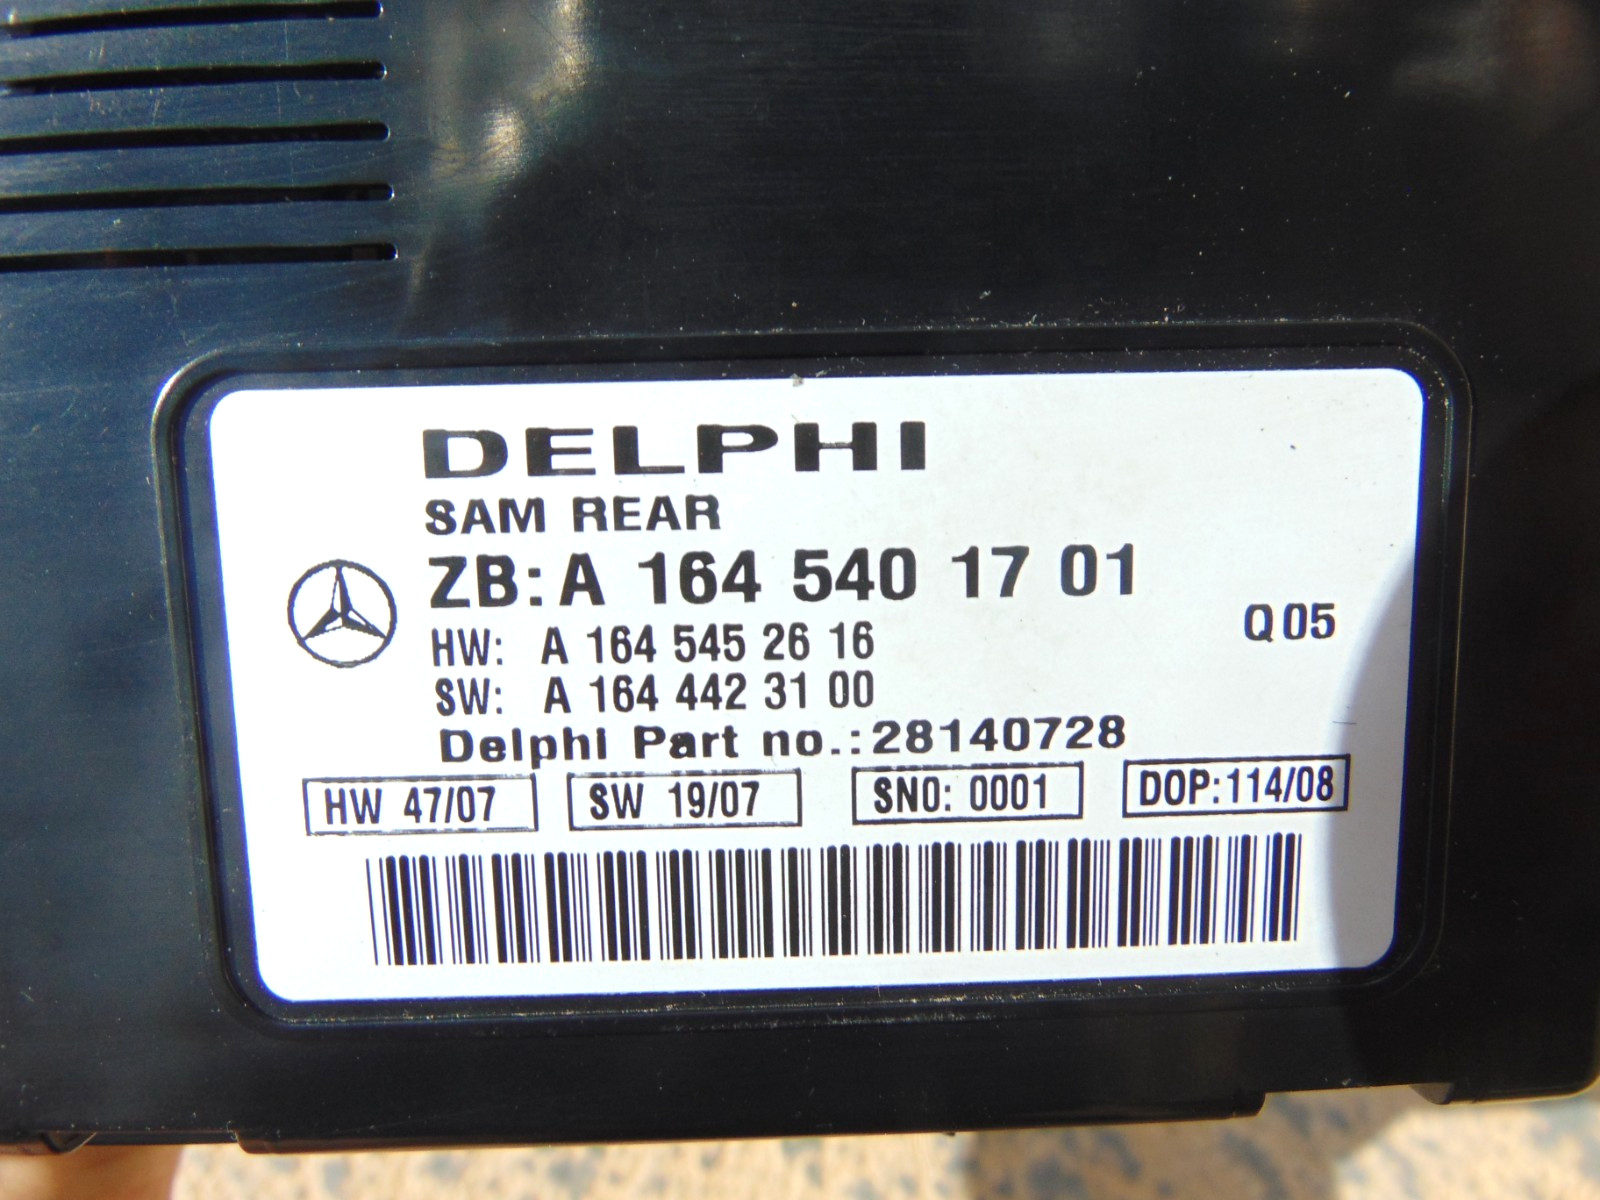 DELPHI
SAM REAR
ZB: A 164 540 17 01
HW: A 164 545 26 16
Q05
SW: A 164 442 31 00
Delphi Part no.:28140728
HW 47/07 SW 19/07 SNO: 0001 DOP:114/08